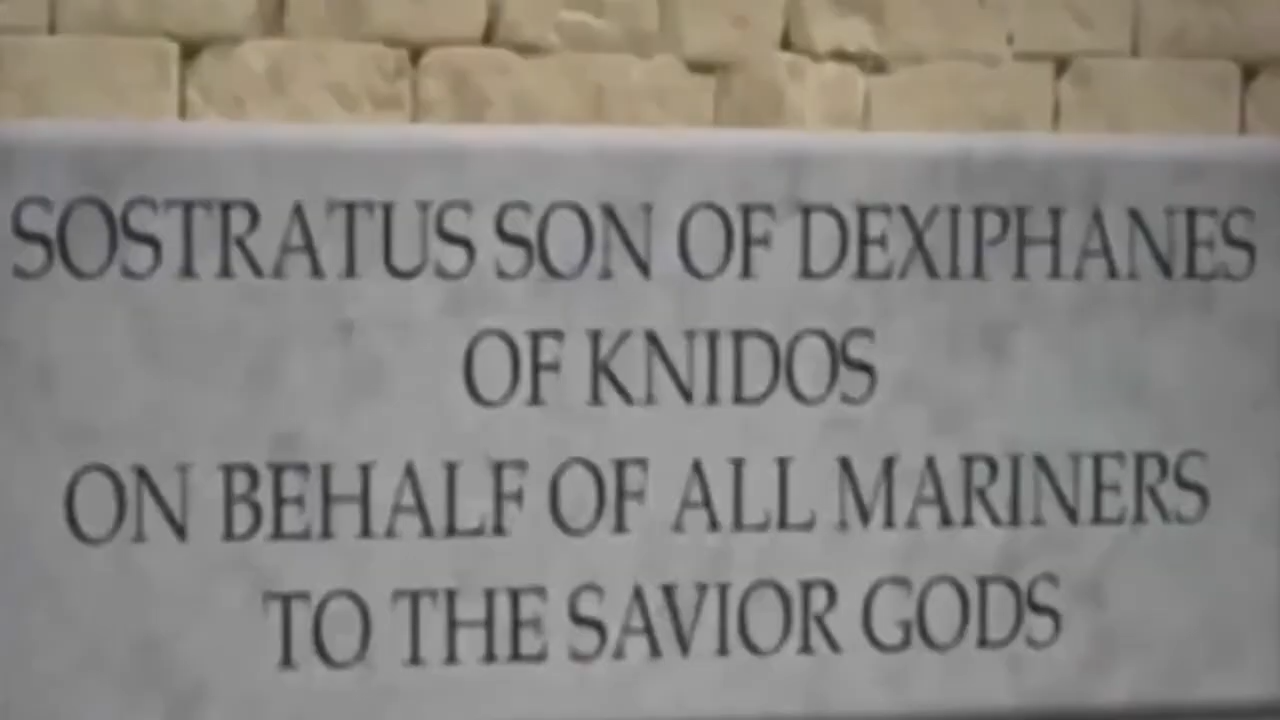 SOSTRATUS SON OF DEXIPHANES
OF KNIDOS
ON BEHALF OF ALL MARINERS
TO THE SAVIOR GODS